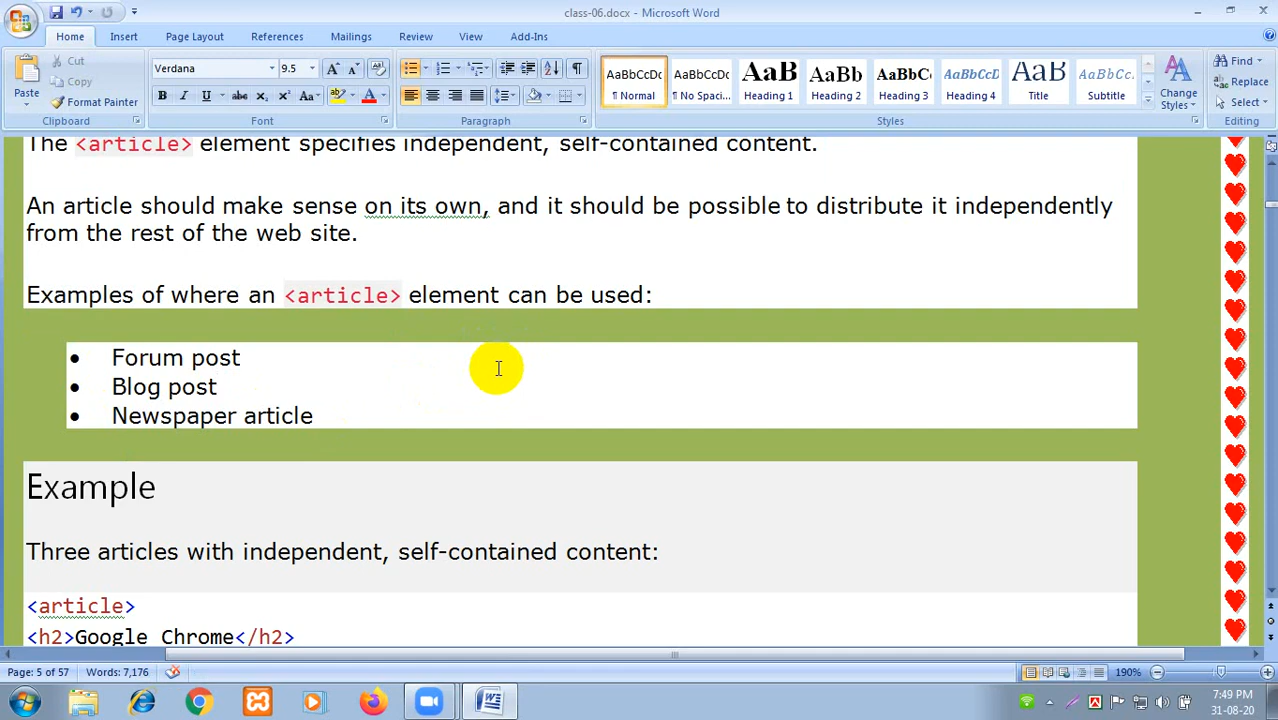 class-06.docx - Microsoft Word
Home Insert Page Layout References Mailings Review View Add-Ins
Paste
Cut
Copy
Format Painter
Clipboard
Verdana 9.5
Font
Paragraph
AaBbCcDc AaBbCcDc AaB AaBbCc AaBbCc AaBbCcD AaB AaBbCcD
¶ Normal ¶ No Spaci... Heading 1 Heading 2 Heading 3 Heading 4 Title Subtitle
Change Styles
Styles
Find
Replace
Select
Editing
The <article> element specifies independent, self-contained content.
An article should make sense on its own, and it should be possible to distribute it independently
from the rest of the web site.
Examples of where an <article> element can be used:
• Forum post
• Blog post
• Newspaper article
Example
Three articles with independent, self-contained content:
<article>
<h2>Google Chrome</h2>
Page: 5 of 57 Words: 7,176 190%
7:49 PM
31-08-20